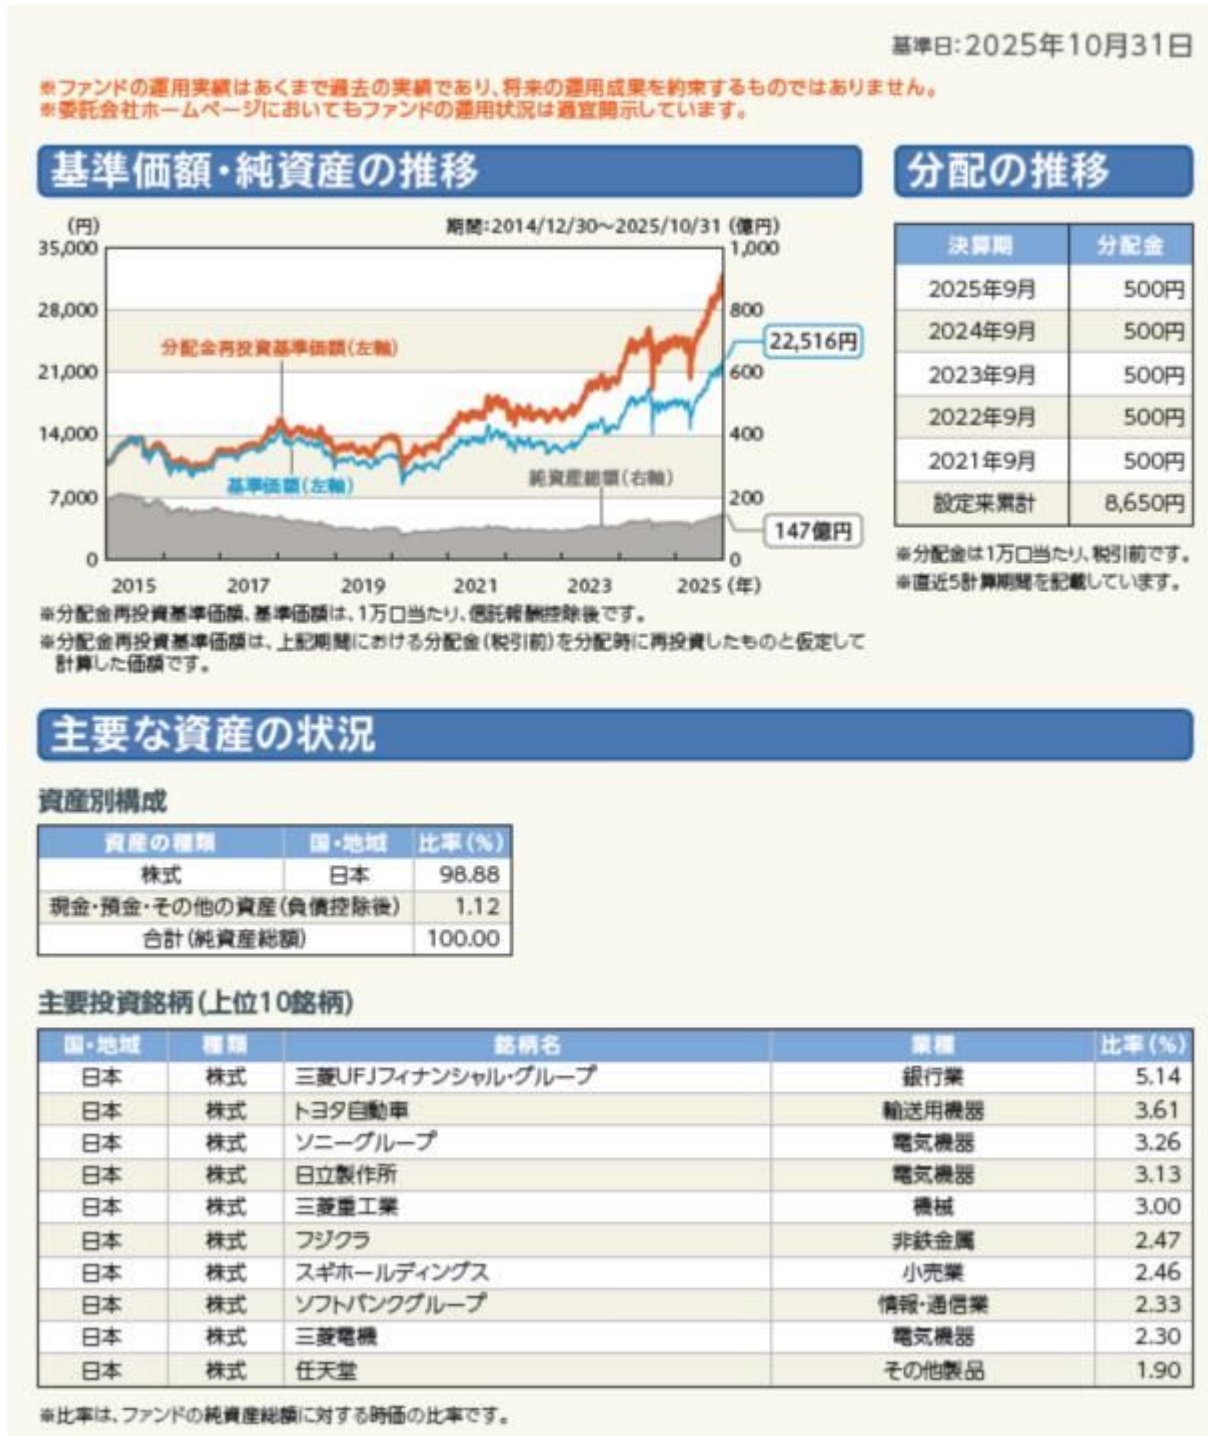 基準日:2025年10月31日
※ファンドの運用実績はあくまで過去の実績であり、将来の運用成果を約束するものではありません。
※委託会社ホームページにおいてもファンドの運用状況は適宜開示しています。
基準価額・純資産の推移
(円)
期間:2014/12/30〜2025/10/31 (億円)
35,000
28,000
21,000
14,000
7,000
0
1,000
800
600
400
200
0
分配金再投資基準価額(左軸)
基準価額(左軸)
純資産総額(右軸)
22,516円
147億円
2015 2017 2019 2021 2023 2025 (年)
※分配金再投資基準価額、基準価額は、1万口当たり、信託報酬控除後です。
※分配金再投資基準価額は、上記期間における分配金(税引前)を分配時に再投資したものと仮定して
計算した価額です。
分配の推移
決算期 分配金
2025年9月 500円
2024年9月 500円
2023年9月 500円
2022年9月 500円
2021年9月 500円
設定来累計 8,650円
※分配金は1万口当たり、税引前です。
※直近5計算期間を記載しています。
主要な資産の状況
資産別構成
資産の種類 国・地域 比率(%)
株式 日本 98.88
現金・預金・その他の資産(負債控除後) 1.12
合計(純資産総額) 100.00
主要投資銘柄(上位10銘柄)
国・地域 種類 銘柄名 業種 比率(%)
日本 株式 三菱UFJフィナンシャル・グループ 銀行業 5.14
日本 株式 トヨタ自動車 輸送用機器 3.61
日本 株式 ソニーグループ 電気機器 3.26
日本 株式 日立製作所 電気機器 3.13
日本 株式 三菱重工業 機械 3.00
日本 株式 フジクラ 非鉄金属 2.47
日本 株式 スギホールディングス 小売業 2.46
日本 株式 ソフトバンクグループ 情報・通信業 2.33
日本 株式 三菱電機 電気機器 2.30
日本 株式 任天堂 その他製品 1.90
※比率は、ファンドの純資産総額に対する時価の比率です。